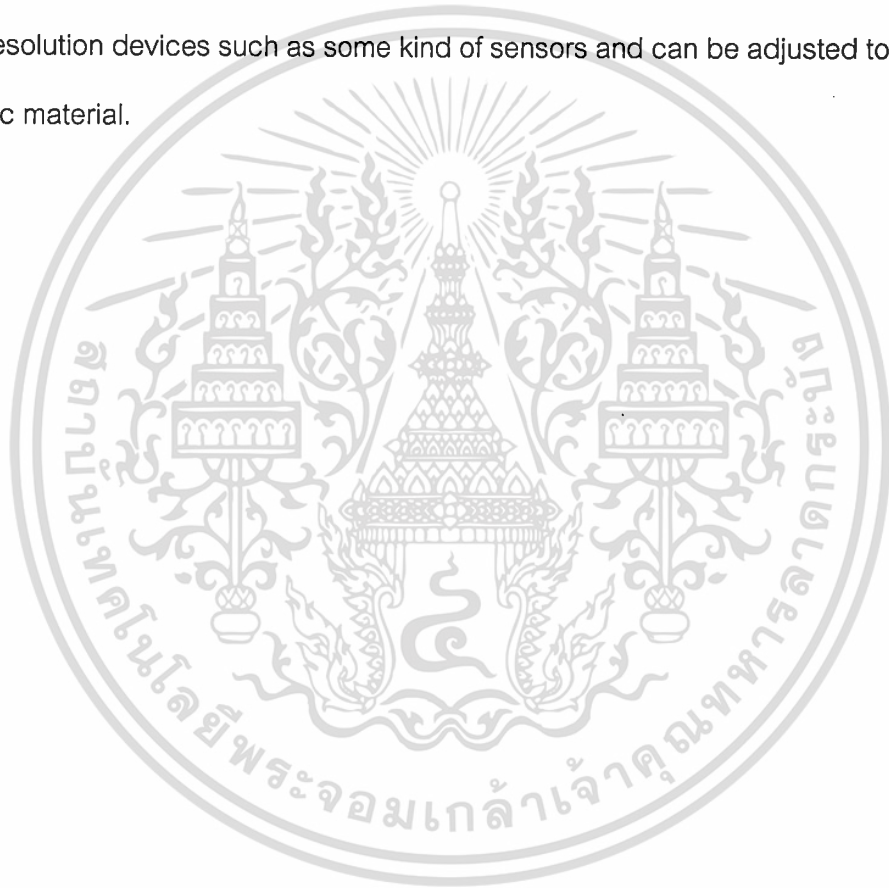 esolution devices such as some kind of sensors and can be adjusted to
c material.
๔
สถาบันเทคโนโลยีพระจอมเกล้าเจ้าคุณทหารลาดกระบัง